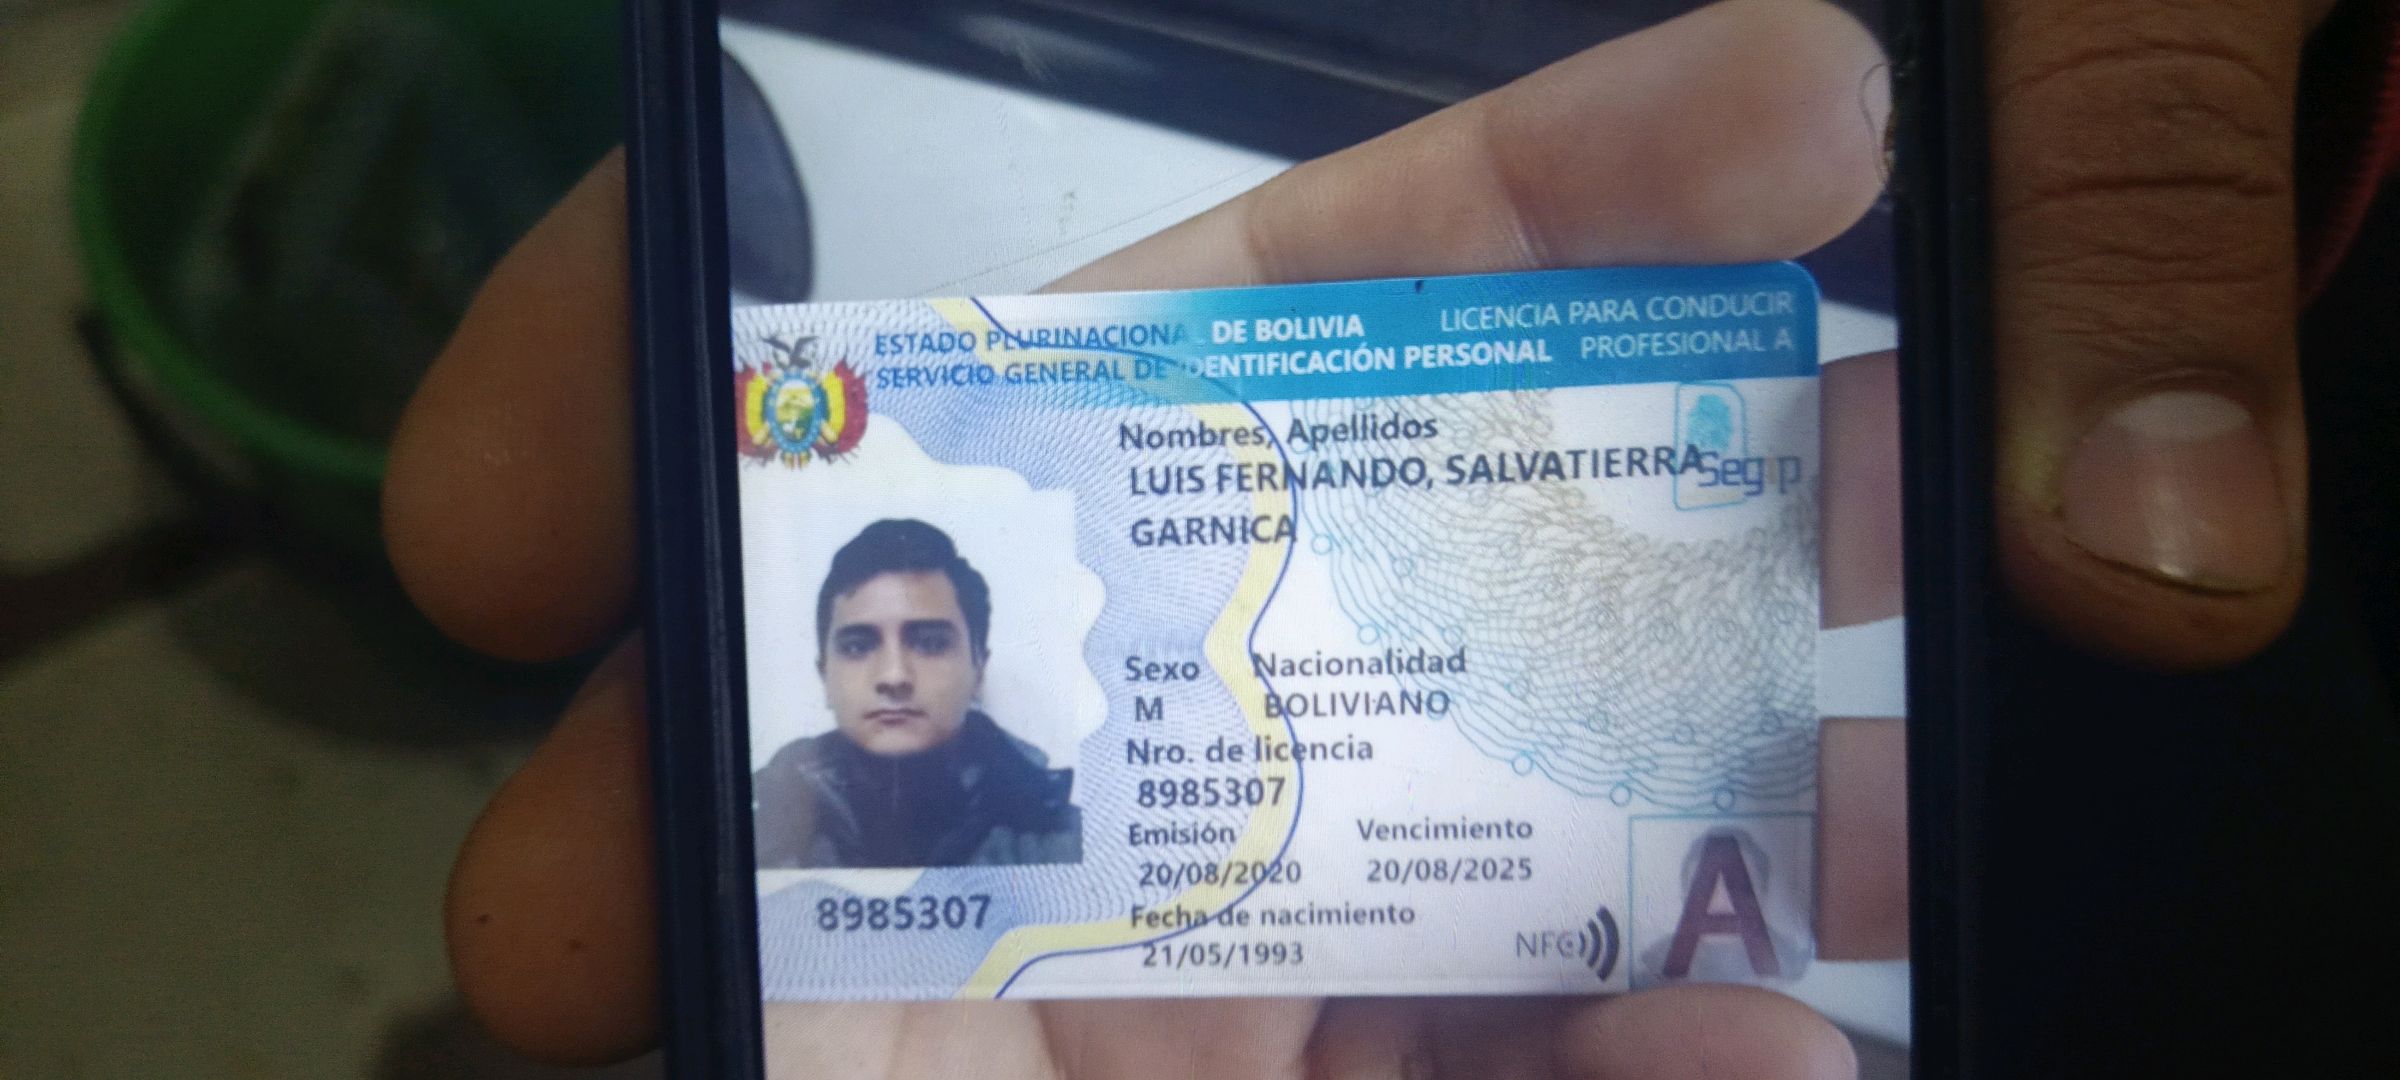 ESTADO PLURINACIONAL DE BOLIVIA
SERVICIO GENERAL DE IDENTIFICACIÓN PERSONAL
LICENCIA PARA CONDUCIR
PROFESIONAL A
Nombres, Apellidos
LUIS FERNANDO, SALVATIERRA
GARNICA
Segip
Sexo Nacionalidad
M BOLIVIANO
Nro. de licencia
8985307
Emisión Vencimiento
20/08/2020 20/08/2025
Fecha de nacimiento
21/05/1993
8985307
NFC
A